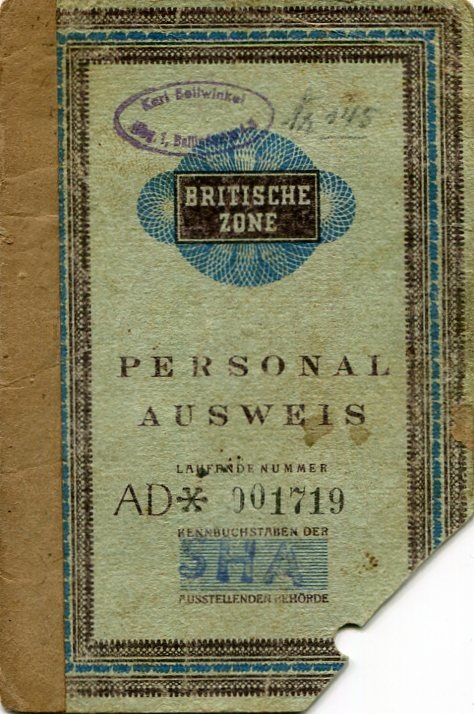 Karl Bellwinkel
BRITISCHE
ZONE
PERSONAL
AUSWEIS
LAUFENDE NUMMER
AD* 001719
KENNBUCHSTABEN DER
SHA
AUSSTELLENDEN BEHÖRDE